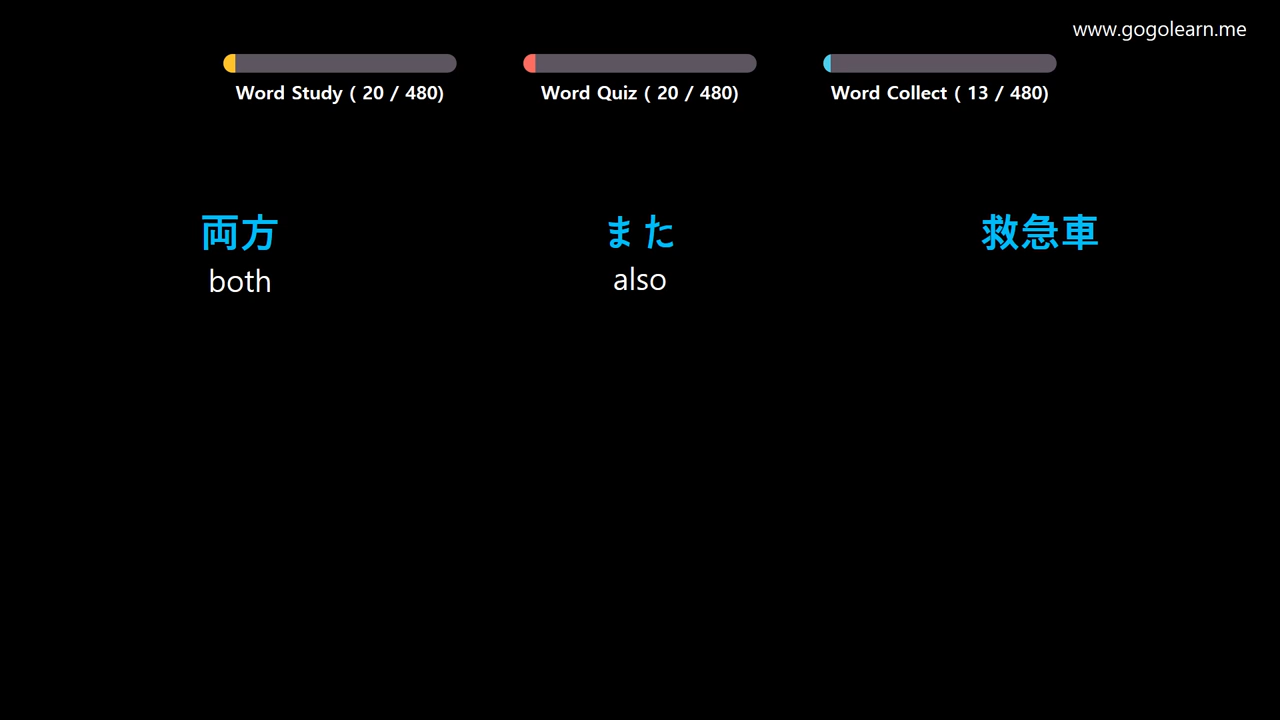 www.gogolearn.me
Word Study ( 20 / 480)
Word Quiz ( 20 / 480)
Word Collect ( 13 / 480)
両方
both
また
also
救急車